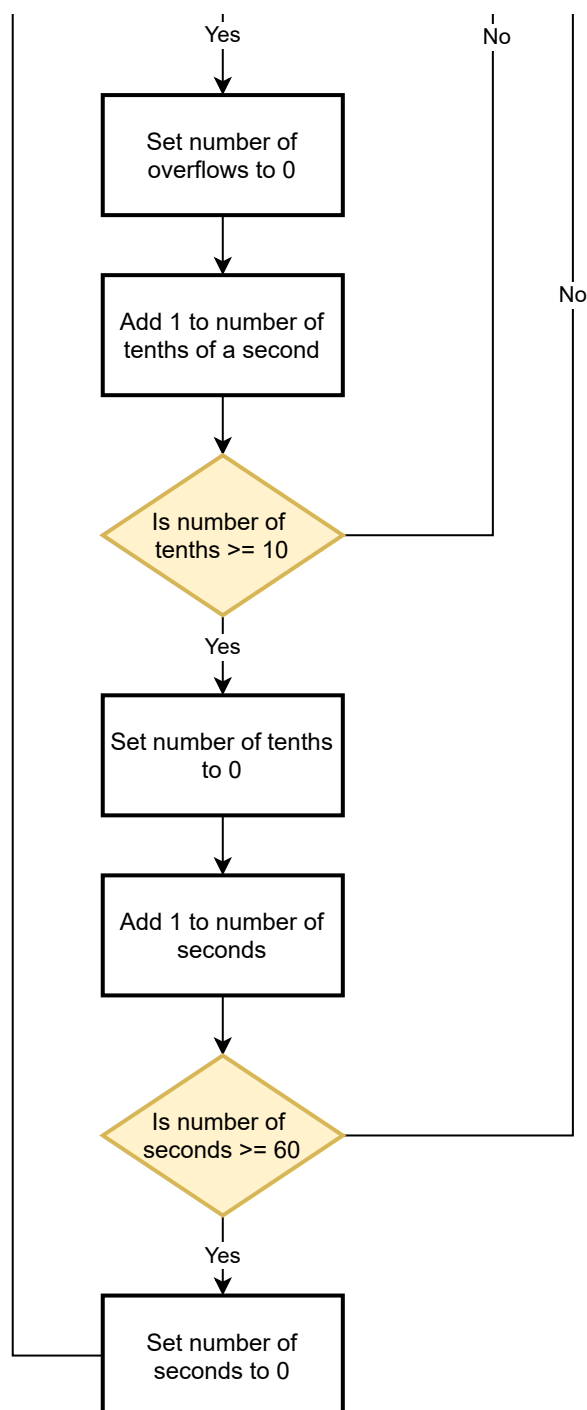 Yes
No
Set number of
overflows to 0
Add 1 to number of
tenths of a second
No
Is number of
tenths >= 10
Yes
Set number of tenths
to 0
Add 1 to number of
seconds
Is number of
seconds >= 60
Yes
Set number of
seconds to 0